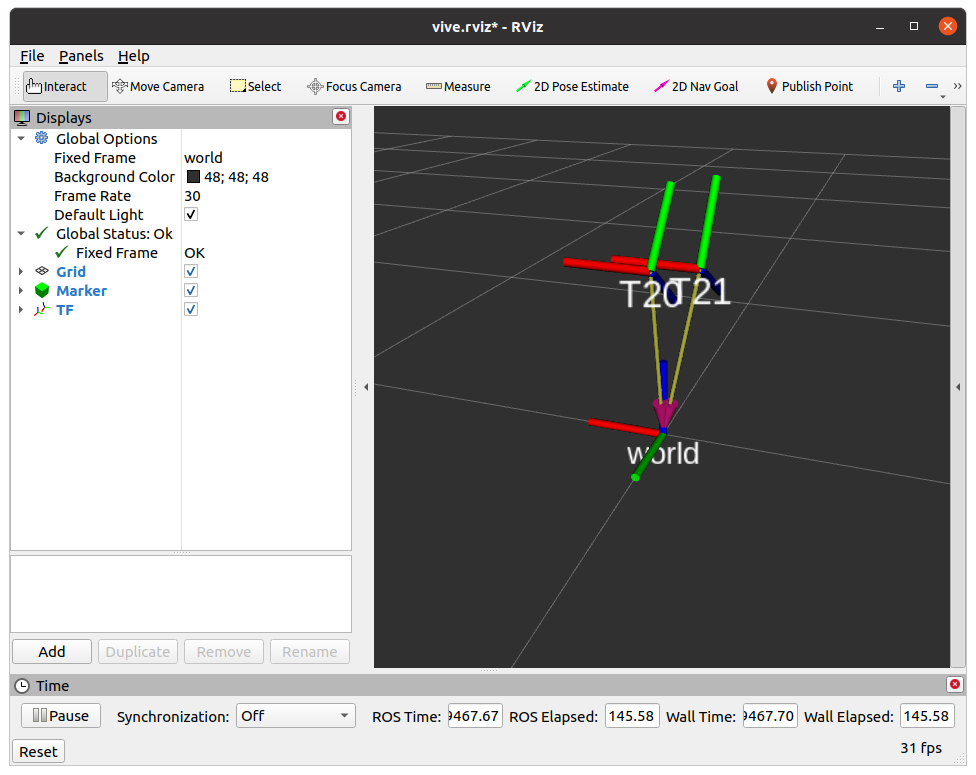 vive.rviz* - RViz
File Panels Help
Interact Move Camera Select Focus Camera Measure 2D Pose Estimate 2D Nav Goal Publish Point »
Displays
Global Options
Fixed Frame world
Background Color 48; 48; 48
Frame Rate 30
Default Light
Global Status: Ok
Fixed Frame OK
Grid
Marker
TF
T20 T21
world
Add Duplicate Remove Rename
Time
Pause Synchronization: Off ROS Time: 9467.67 ROS Elapsed: 145.58 Wall Time: 9467.70 Wall Elapsed: 145.58
Reset 31 fps